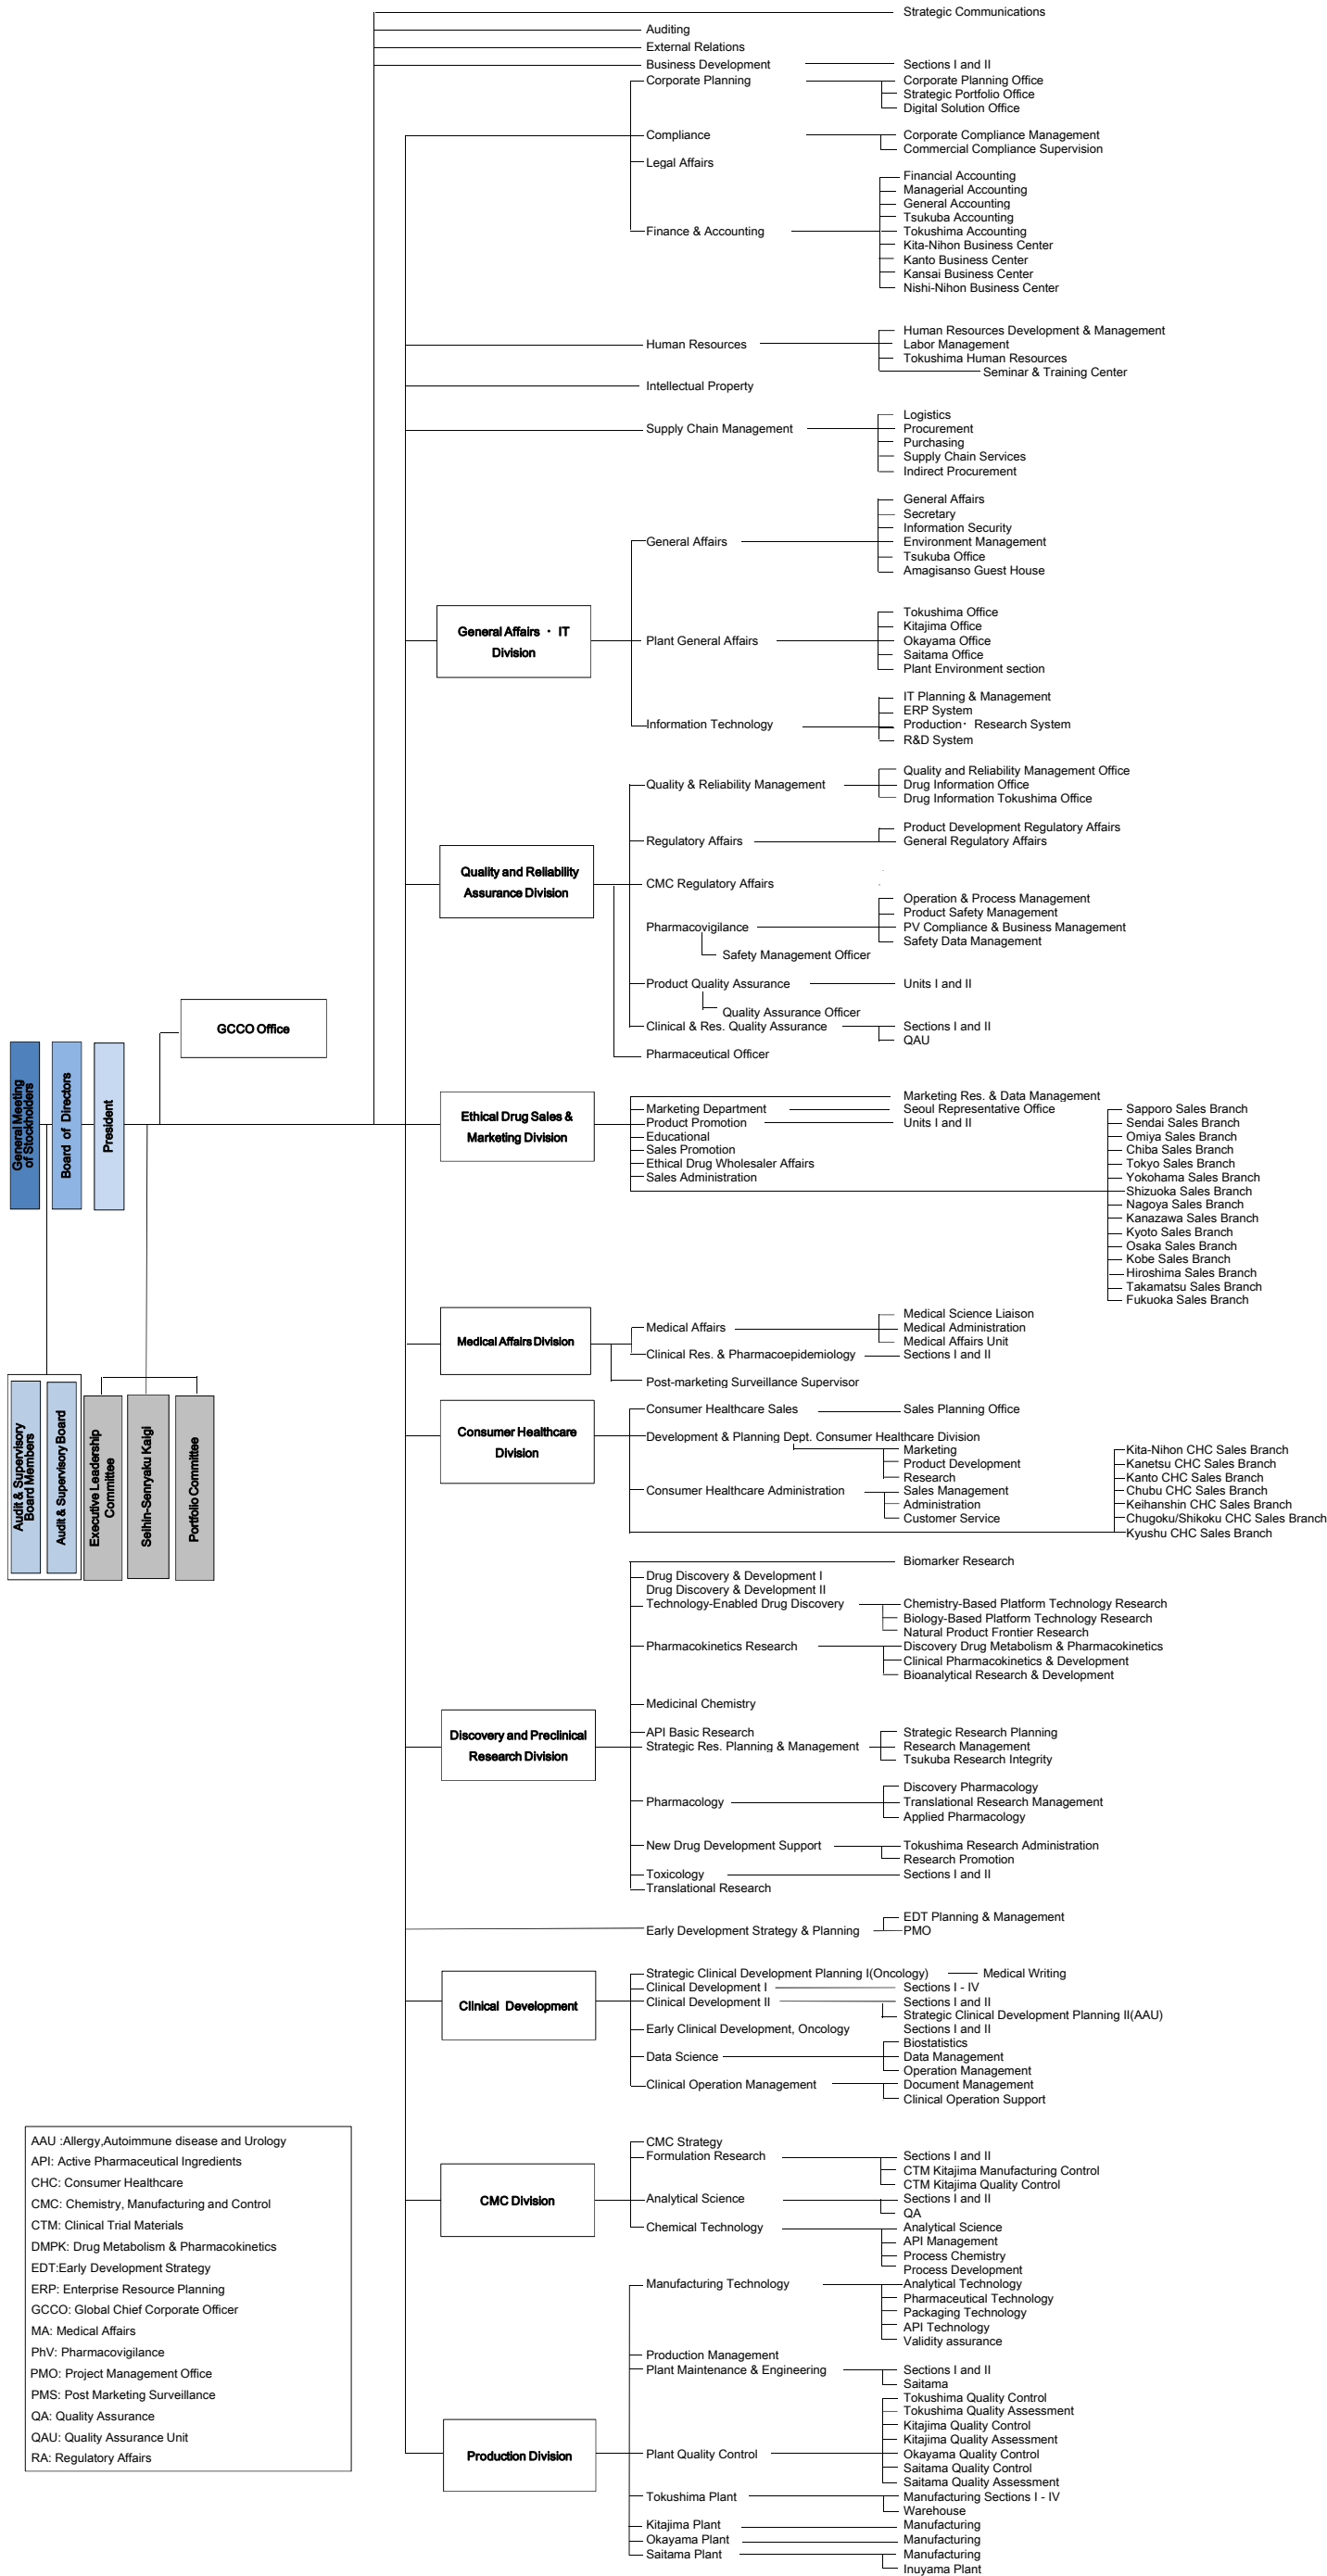 Strategic Communications
Auditing
External Relations
Business Development
Sections I and II
Corporate Planning
Corporate Planning Office
Strategic Portfolio Office
Digital Solution Office
Compliance
Corporate Compliance Management
Commercial Compliance Supervision
Legal Affairs
Finance & Accounting
Financial Accounting
Managerial Accounting
General Accounting
Tsukuba Accounting
Tokushima Accounting
Kita-Nihon Business Center
Kanto Business Center
Kansai Business Center
Nishi-Nihon Business Center
Human Resources
Human Resources Development & Management
Labor Management
Tokushima Human Resources
Seminar & Training Center
Intellectual Property
Supply Chain Management
Logistics
Procurement
Purchasing
Supply Chain Services
Indirect Procurement
General Affairs ・ IT
Division
General Affairs
General Affairs
Secretary
Information Security
Environment Management
Tsukuba Office
Amagisanso Guest House
Plant General Affairs
Tokushima Office
Kitajima Office
Okayama Office
Saitama Office
Plant Environment section
Information Technology
IT Planning & Management
ERP System
Production・ Research System
R&D System
Quality and Reliability
Assurance Division
Quality & Reliability Management
Quality and Reliability Management Office
Drug Information Office
Drug Information Tokushima Office
Regulatory Affairs
Product Development Regulatory Affairs
General Regulatory Affairs
CMC Regulatory Affairs
Pharmacovigilance
Operation & Process Management
Product Safety Management
PV Compliance & Business Management
Safety Data Management
Safety Management Officer
Product Quality Assurance
Units I and II
Quality Assurance Officer
Clinical & Res. Quality Assurance
Sections I and II
QAU
Pharmaceutical Officer
GCCO Office
General Meeting
of Stockholders
Board of Directors
President
Audit & Supervisory
Board Members
Audit & Supervisory Board
Executive Leadership
Committee
Seihin-Senryaku Kaigi
Portfolio Committee
Ethical Drug Sales &
Marketing Division
Marketing Res. & Data Management
Marketing Department
Seoul Representative Office
Product Promotion
Units I and II
Educational
Sales Promotion
Ethical Drug Wholesaler Affairs
Sales Administration
Sapporo Sales Branch
Sendai Sales Branch
Omiya Sales Branch
Chiba Sales Branch
Tokyo Sales Branch
Yokohama Sales Branch
Shizuoka Sales Branch
Nagoya Sales Branch
Kanazawa Sales Branch
Kyoto Sales Branch
Osaka Sales Branch
Kobe Sales Branch
Hiroshima Sales Branch
Takamatsu Sales Branch
Fukuoka Sales Branch
Medical Affairs Division
Medical Affairs
Medical Science Liaison
Medical Administration
Medical Affairs Unit
Clinical Res. & Pharmacoepidemiology
Sections I and II
Post-marketing Surveillance Supervisor
Consumer Healthcare
Division
Consumer Healthcare Sales
Sales Planning Office
Development & Planning Dept. Consumer Healthcare Division
Marketing
Product Development
Research
Consumer Healthcare Administration
Sales Management
Administration
Customer Service
Kita-Nihon CHC Sales Branch
Kanetsu CHC Sales Branch
Kanto CHC Sales Branch
Chubu CHC Sales Branch
Keihanshin CHC Sales Branch
Chugoku/Shikoku CHC Sales Branch
Kyushu CHC Sales Branch
Discovery and Preclinical
Research Division
Biomarker Research
Drug Discovery & Development I
Drug Discovery & Development II
Technology-Enabled Drug Discovery
Chemistry-Based Platform Technology Research
Biology-Based Platform Technology Research
Natural Product Frontier Research
Pharmacokinetics Research
Discovery Drug Metabolism & Pharmacokinetics
Clinical Pharmacokinetics & Development
Bioanalytical Research & Development
Medicinal Chemistry
API Basic Research
Strategic Res. Planning & Management
Strategic Research Planning
Research Management
Tsukuba Research Integrity
Pharmacology
Discovery Pharmacology
Translational Research Management
Applied Pharmacology
New Drug Development Support
Tokushima Research Administration
Research Promotion
Toxicology
Sections I and II
Translational Research
Early Development Strategy & Planning
EDT Planning & Management
PMO
Clinical Development
Strategic Clinical Development Planning I(Oncology)
Medical Writing
Clinical Development I
Sections I - IV
Clinical Development II
Sections I and II
Strategic Clinical Development Planning II(AAU)
Early Clinical Development, Oncology
Sections I and II
Data Science
Biostatistics
Data Management
Operation Management
Clinical Operation Management
Document Management
Clinical Operation Support
CMC Division
CMC Strategy
Formulation Research
Sections I and II
CTM Kitajima Manufacturing Control
CTM Kitajima Quality Control
Analytical Science
Sections I and II
QA
Chemical Technology
Analytical Science
API Management
Process Chemistry
Process Development
Production Division
Manufacturing Technology
Analytical Technology
Pharmaceutical Technology
Packaging Technology
API Technology
Validity assurance
Production Management
Plant Maintenance & Engineering
Sections I and II
Saitama
Plant Quality Control
Tokushima Quality Control
Tokushima Quality Assessment
Kitajima Quality Control
Kitajima Quality Assessment
Okayama Quality Control
Saitama Quality Control
Saitama Quality Assessment
Tokushima Plant
Manufacturing Sections I - IV
Warehouse
Kitajima Plant
Manufacturing
Okayama Plant
Manufacturing
Saitama Plant
Manufacturing
Inuyama Plant
AAU :Allergy,Autoimmune disease and Urology
API: Active Pharmaceutical Ingredients
CHC: Consumer Healthcare
CMC: Chemistry, Manufacturing and Control
CTM: Clinical Trial Materials
DMPK: Drug Metabolism & Pharmacokinetics
EDT:Early Development Strategy
ERP: Enterprise Resource Planning
GCCO: Global Chief Corporate Officer
MA: Medical Affairs
PhV: Pharmacovigilance
PMO: Project Management Office
PMS: Post Marketing Surveillance
QA: Quality Assurance
QAU: Quality Assurance Unit
RA: Regulatory Affairs